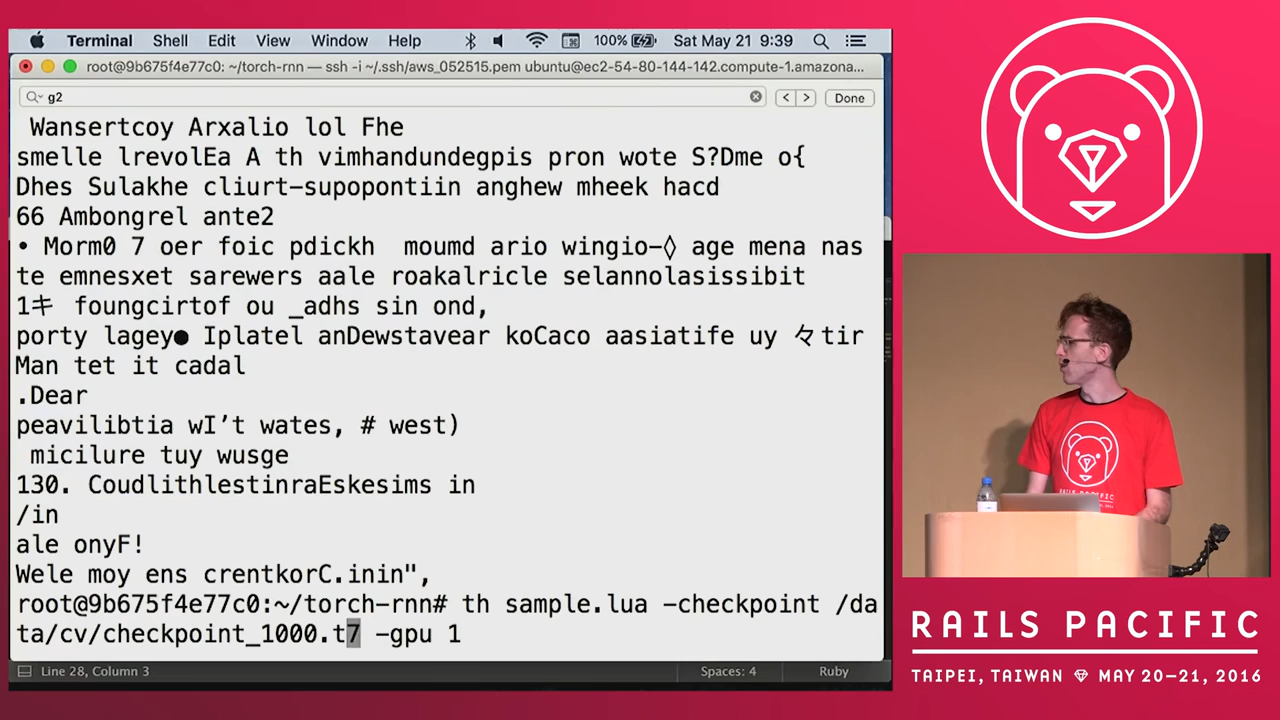 Terminal Shell Edit View Window Help 100% Sat May 21 9:39
root@9b675f4e77c0: ~/torch-rnn — ssh -i ~/.ssh/aws_052515.pem ubuntu@ec2-54-80-144-142.compute-1.amazona...
g2 Done
Wansertcoy Arxalio lol Fhe
smelle lrevolEa A th vimhandundegpis pron wote S?Dme o{
Dhes Sulakhe cliurt-supopontiin anghew mheek hacd
66 Ambongrel ante2
• Morm0 7 oer foic pdickh  moumd ario wingio-◊ age mena nas
te emnesxet sarewers aale roakalricle selannolasissibit
1キ foungcirtof ou _adhs sin ond,
porty lagey● Iplatel anDewstavear koCaco aasiatife uy 々tir
Man tet it cadal
.Dear
peavilibtia wI’t wates, # west)
micilure tuy wusge
130. CoudlithlestinraEskesims in
/in
ale onyF!
Wele moy ens crentkorC.inin",
root@9b675f4e77c0:~/torch-rnn# th sample.lua -checkpoint /da
ta/cv/checkpoint_1000.t7 -gpu 1
Line 28, Column 3 Spaces: 4 Ruby
RAILS PACIFIC
RAILS PACIFIC
TAIPEI, TAIWAN MAY 20–21, 2016